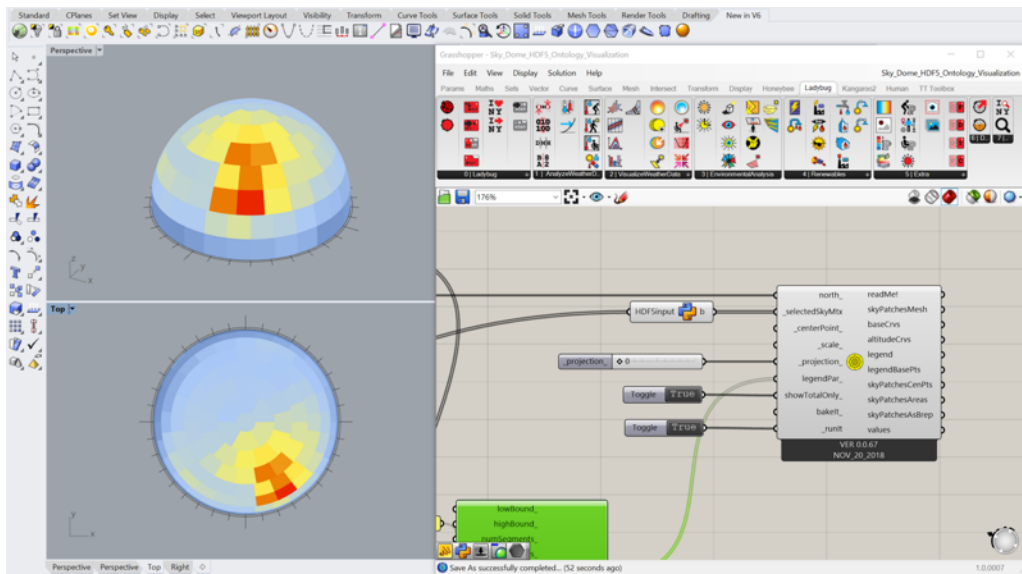 Standard CPlanes Set View Display Select Viewport Layout Visibility Transform Curve Tools Surface Tools Solid Tools Mesh Tools Render Tools Drafting New in V6
Perspective
Grasshopper - Sky_Dome_HDF5_Ontology_Visualization
File Edit View Display Solution Help
Sky_Dome_HDF5_Ontology_Visualization
Params Maths Sets Vector Curve Surface Mesh Intersect Transform Display Honeybee Ladybug Kangaroo2 Human TT Toolbox
0 | Ladybug
1 | AnalyzeWeatherD..
2 | VisualizeWeatherData
3 | EnvironmentalAnalysis
4 | Renewables
5 | Extra
176%
z
y
x
Top
north_ readMe!
HDF5input b
_selectedSkyMtx skyPatchesMesh
_centerPoint_ baseCrvs
_scale_ altitudeCrvs
_projection_ 0
_projection_ legend
legendPar_ legendBasePts
Toggle True
showTotalOnly_ skyPatchesCenPts
bakeIt_ skyPatchesAreas
skyPatchesAsBrep
Toggle True
_runIt values
VER 0.0.67
NOV_20_2018
lowBound_
highBound_
numSegments_
y
x
Perspective Perspective Top Right
Save As successfully completed... (52 seconds ago)
1.0.0007